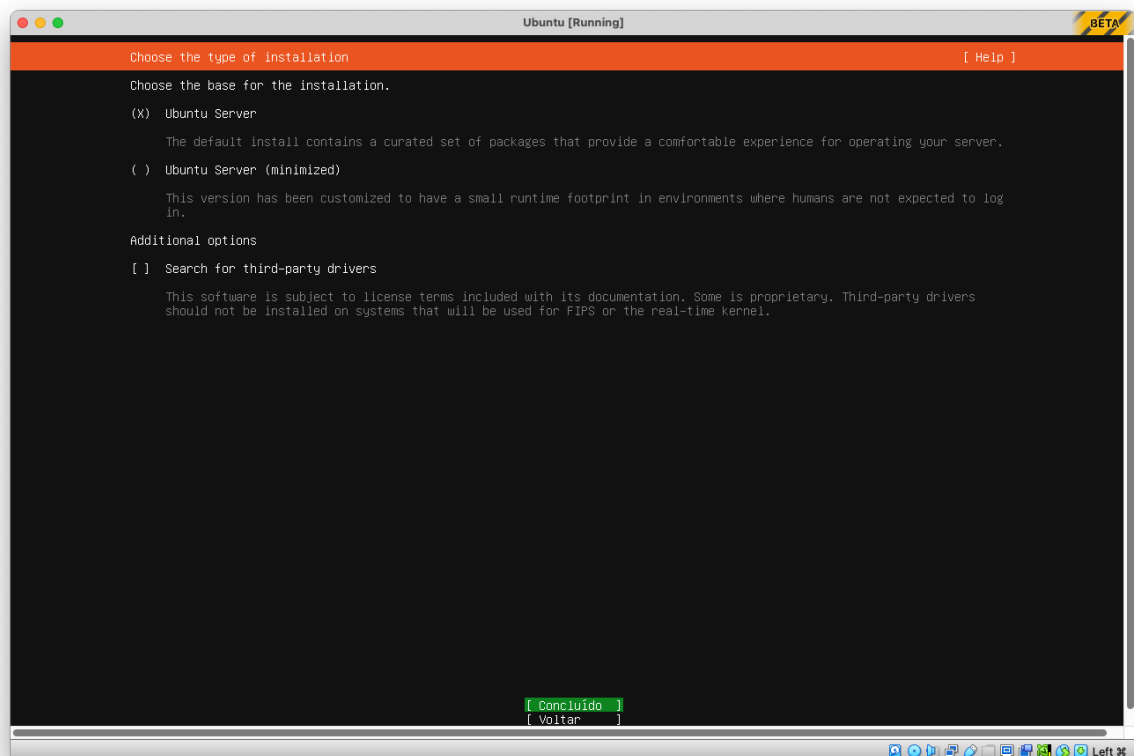 Ubuntu [Running]
BETA
Choose the type of installation [ Help ]
Choose the base for the installation.
(X) Ubuntu Server
The default install contains a curated set of packages that provide a comfortable experience for operating your server.
( ) Ubuntu Server (minimized)
This version has been customized to have a small runtime footprint in environments where humans are not expected to log
in.
Additional options
[ ] Search for third-party drivers
This software is subject to license terms included with its documentation. Some is proprietary. Third-party drivers
should not be installed on systems that will be used for FIPS or the real-time kernel.
[ Concluído ]
[ Voltar ]
Left ⌘